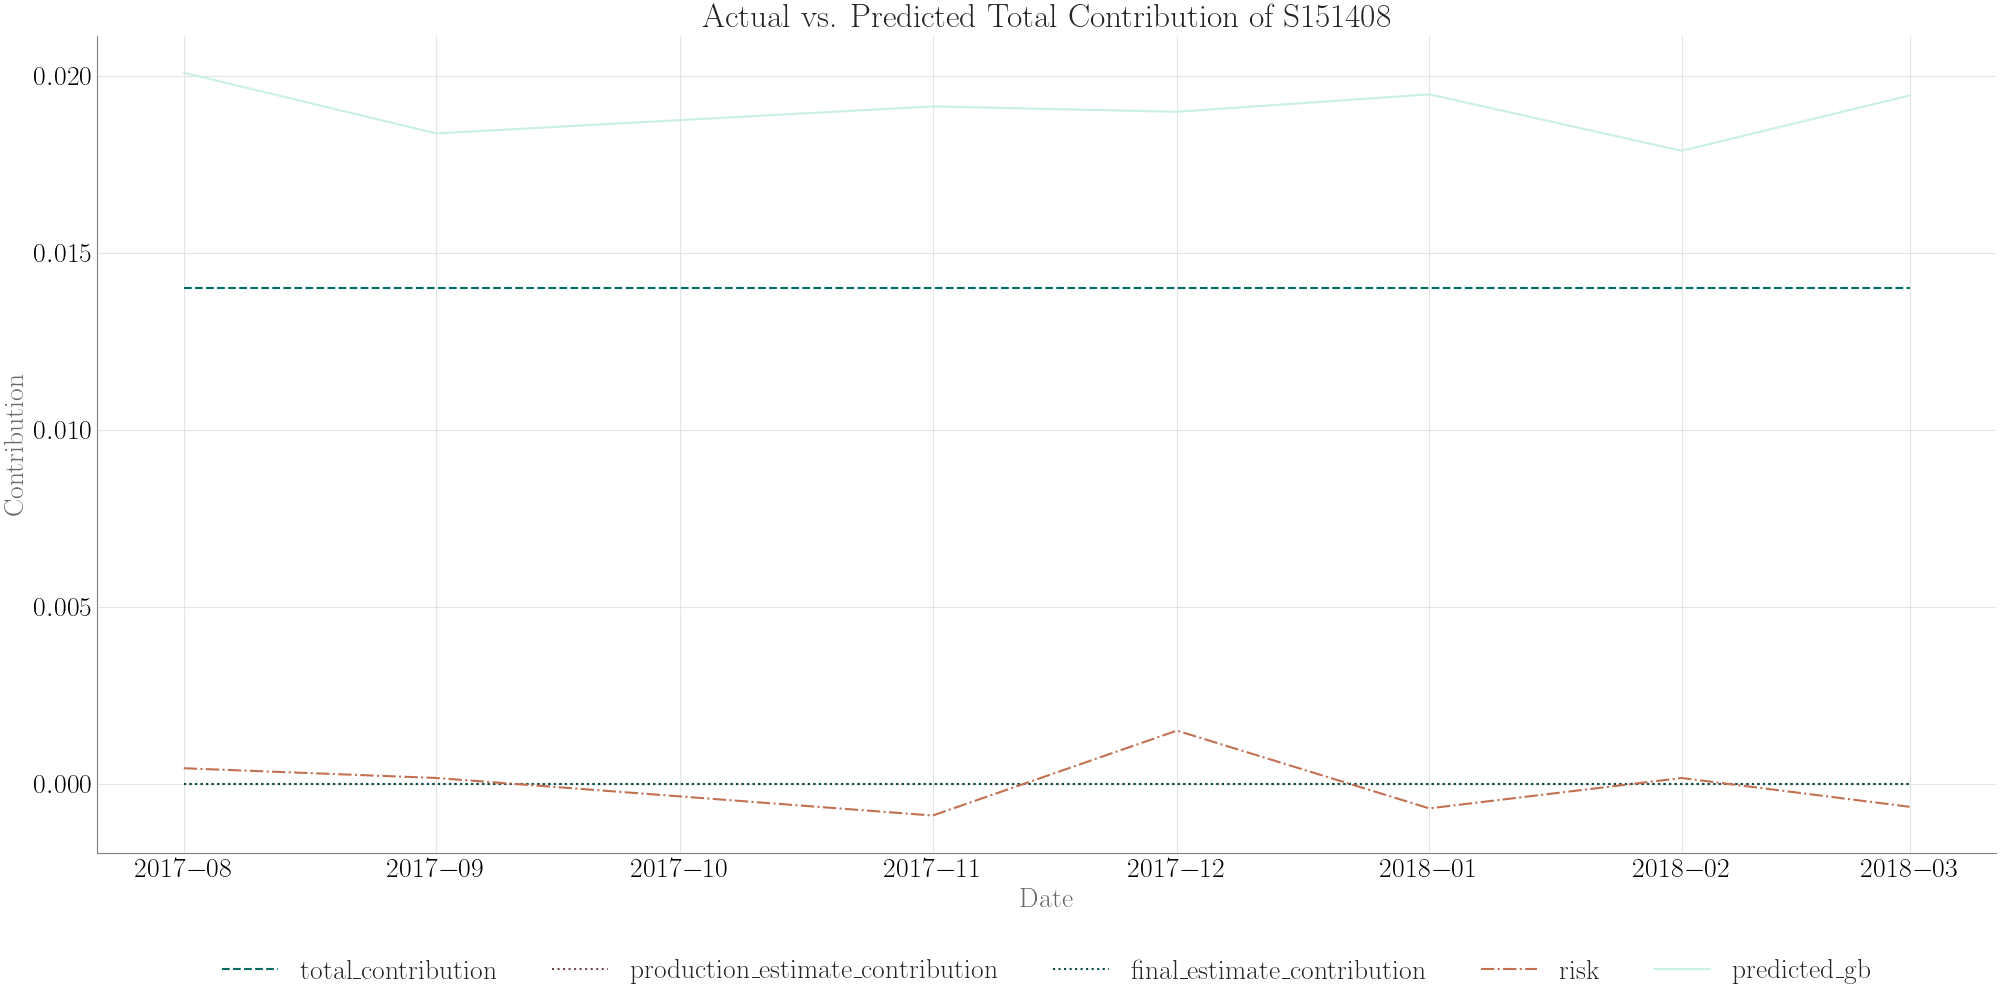 Actual vs. Predicted Total Contribution of S151408
0.020
0.015
0.010
0.005
0.000
Contribution
2017–08 2017–09 2017–10 2017–11 2017–12 2018–01 2018–02 2018–03
Date
total_contribution production_estimate_contribution final_estimate_contribution risk predicted_gb